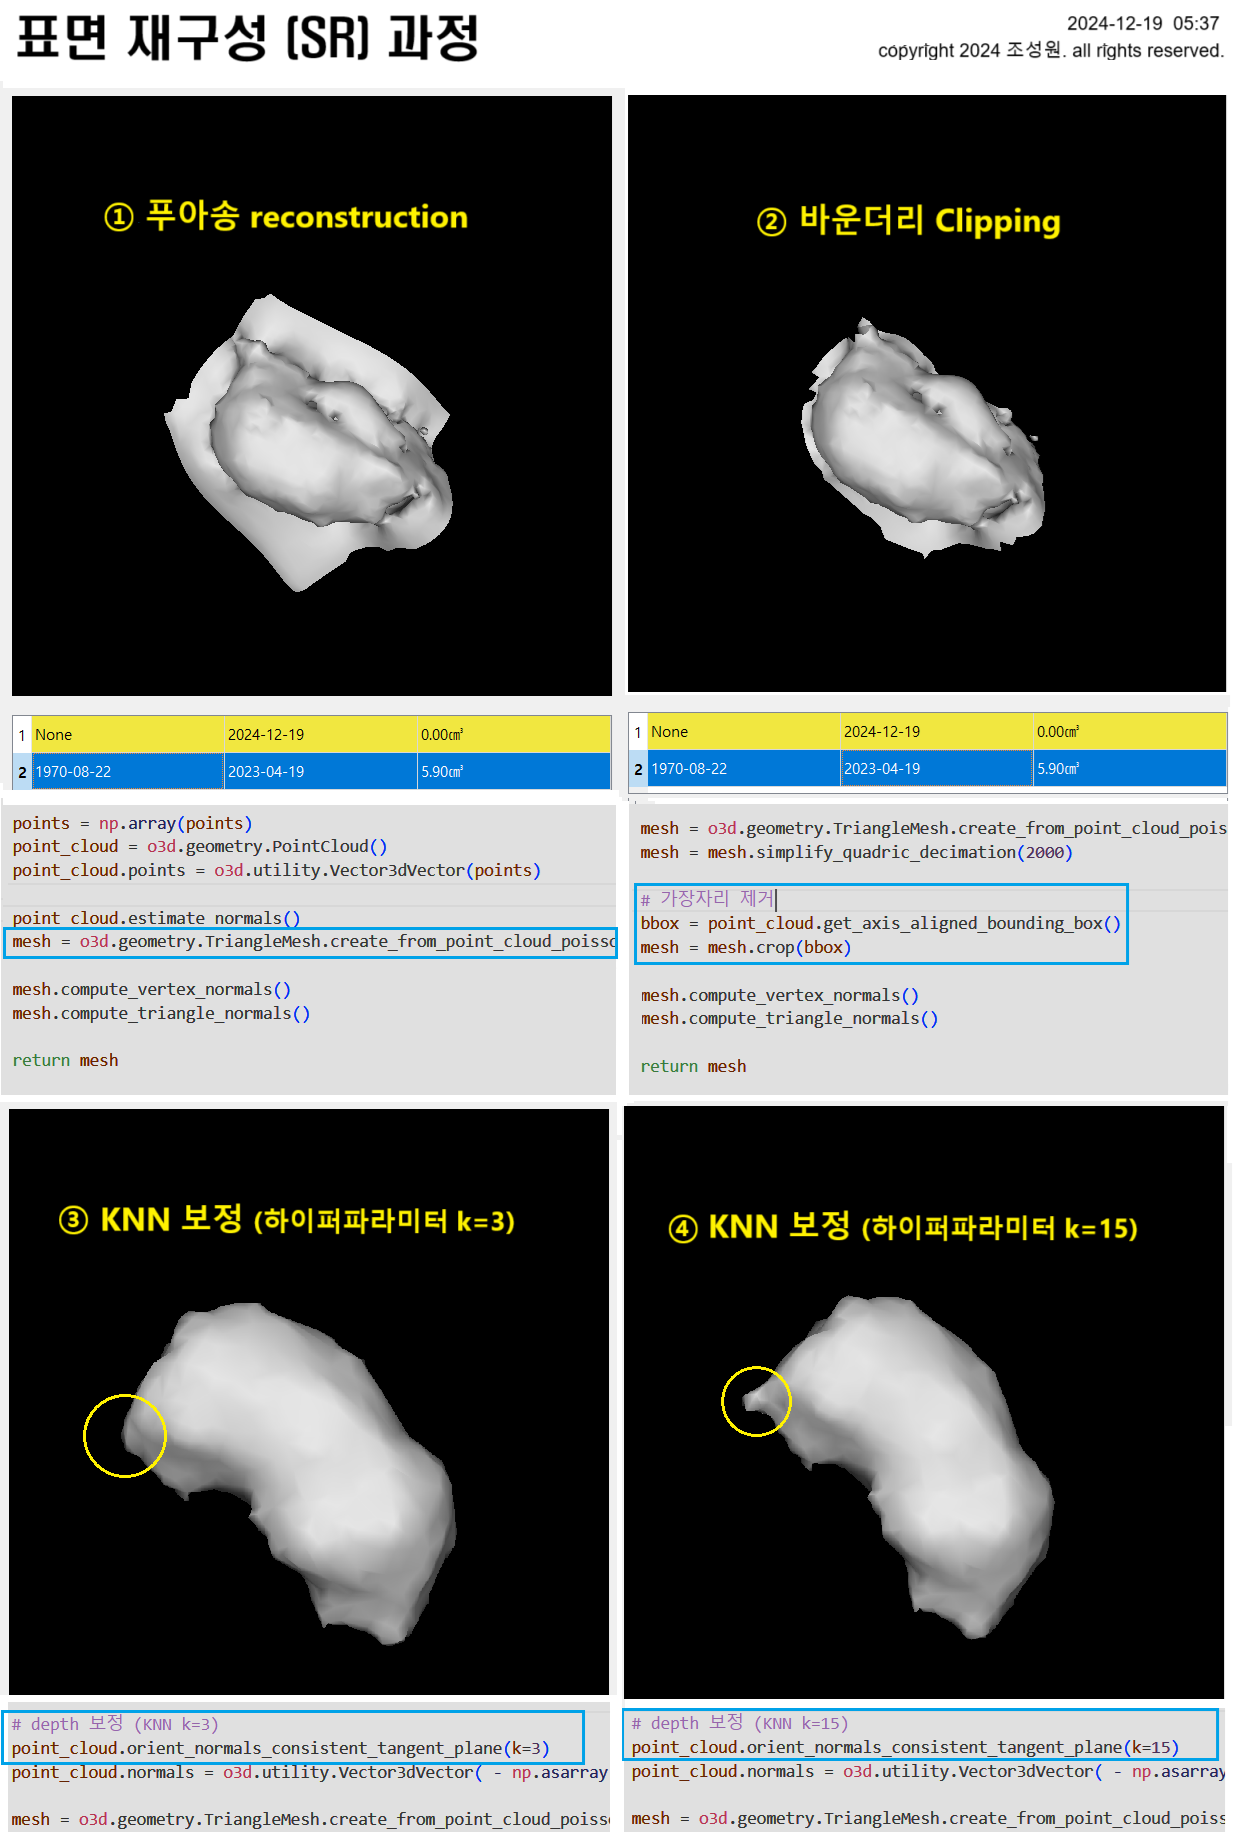 표면 재구성 (SR) 과정
2024-12-19 05:37
copyright 2024 조성원. all rights reserved.
① 푸아송 reconstruction
1 None 2024-12-19 0.00㎤
2 1970-08-22 2023-04-19 5.90㎤
points = np.array(points)
point_cloud = o3d.geometry.PointCloud()
point_cloud.points = o3d.utility.Vector3dVector(points)
point_cloud.estimate_normals()
mesh = o3d.geometry.TriangleMesh.create_from_point_cloud_poiss
mesh.compute_vertex_normals()
mesh.compute_triangle_normals()
return mesh
② 바운더리 Clipping
1 None 2024-12-19 0.00㎤
2 1970-08-22 2023-04-19 5.90㎤
mesh = o3d.geometry.TriangleMesh.create_from_point_cloud_pois
mesh = mesh.simplify_quadric_decimation(2000)
# 가장자리 제거
bbox = point_cloud.get_axis_aligned_bounding_box()
mesh = mesh.crop(bbox)
mesh.compute_vertex_normals()
mesh.compute_triangle_normals()
return mesh
③ KNN 보정 (하이퍼파라미터 k=3)
# depth 보정 (KNN k=3)
point_cloud.orient_normals_consistent_tangent_plane(k=3)
point_cloud.normals = o3d.utility.Vector3dVector( - np.asarray
mesh = o3d.geometry.TriangleMesh.create_from_point_cloud_poiss
④ KNN 보정 (하이퍼파라미터 k=15)
# depth 보정 (KNN k=15)
point_cloud.orient_normals_consistent_tangent_plane(k=15)
point_cloud.normals = o3d.utility.Vector3dVector( - np.asarray
mesh = o3d.geometry.TriangleMesh.create_from_point_cloud_poiss